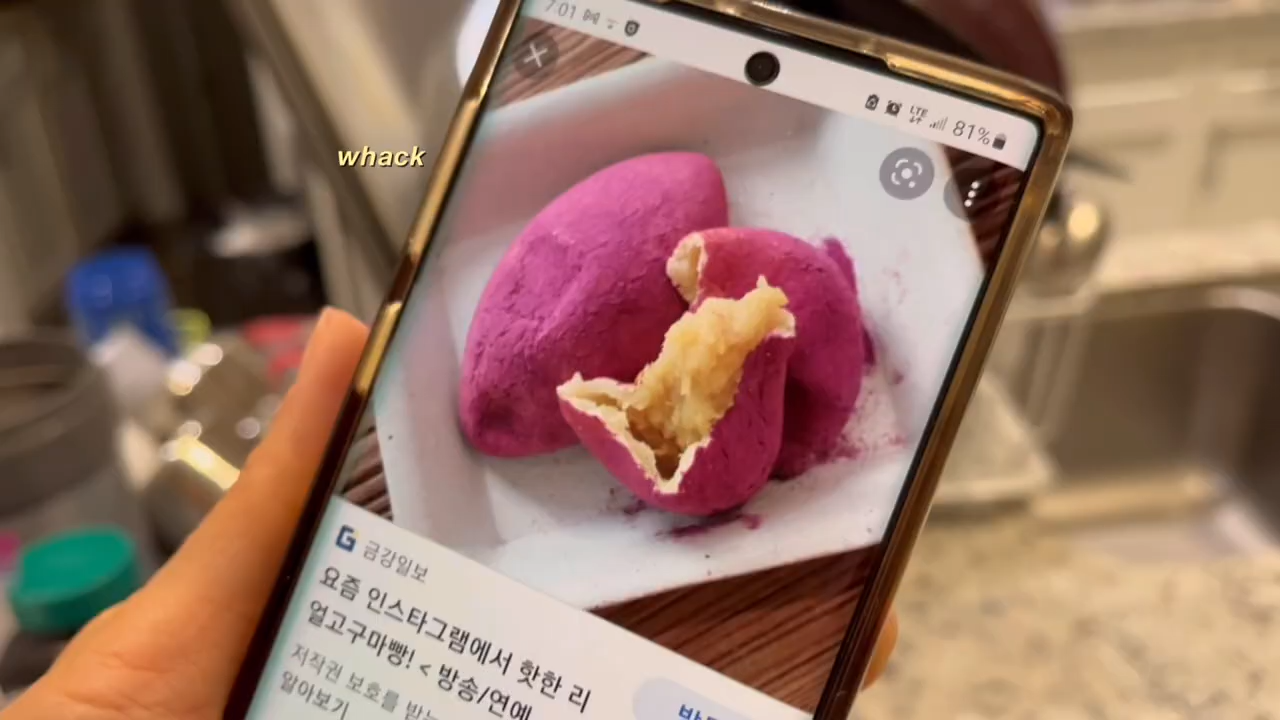 7:01
LTE 81%
whack
G 금강일보
요즘 인스타그램에서 핫한 리
얼고구마빵! < 방송/연예
저작권 보호를 받는
알아보기